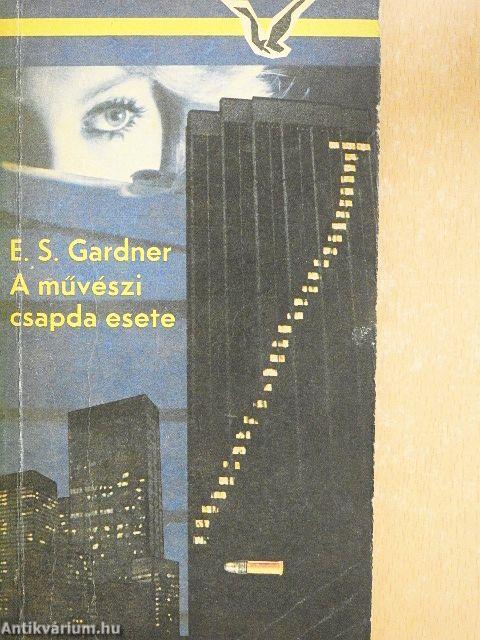 E. S. Gardner
A művészi
csapda esete
Antikvárium.hu